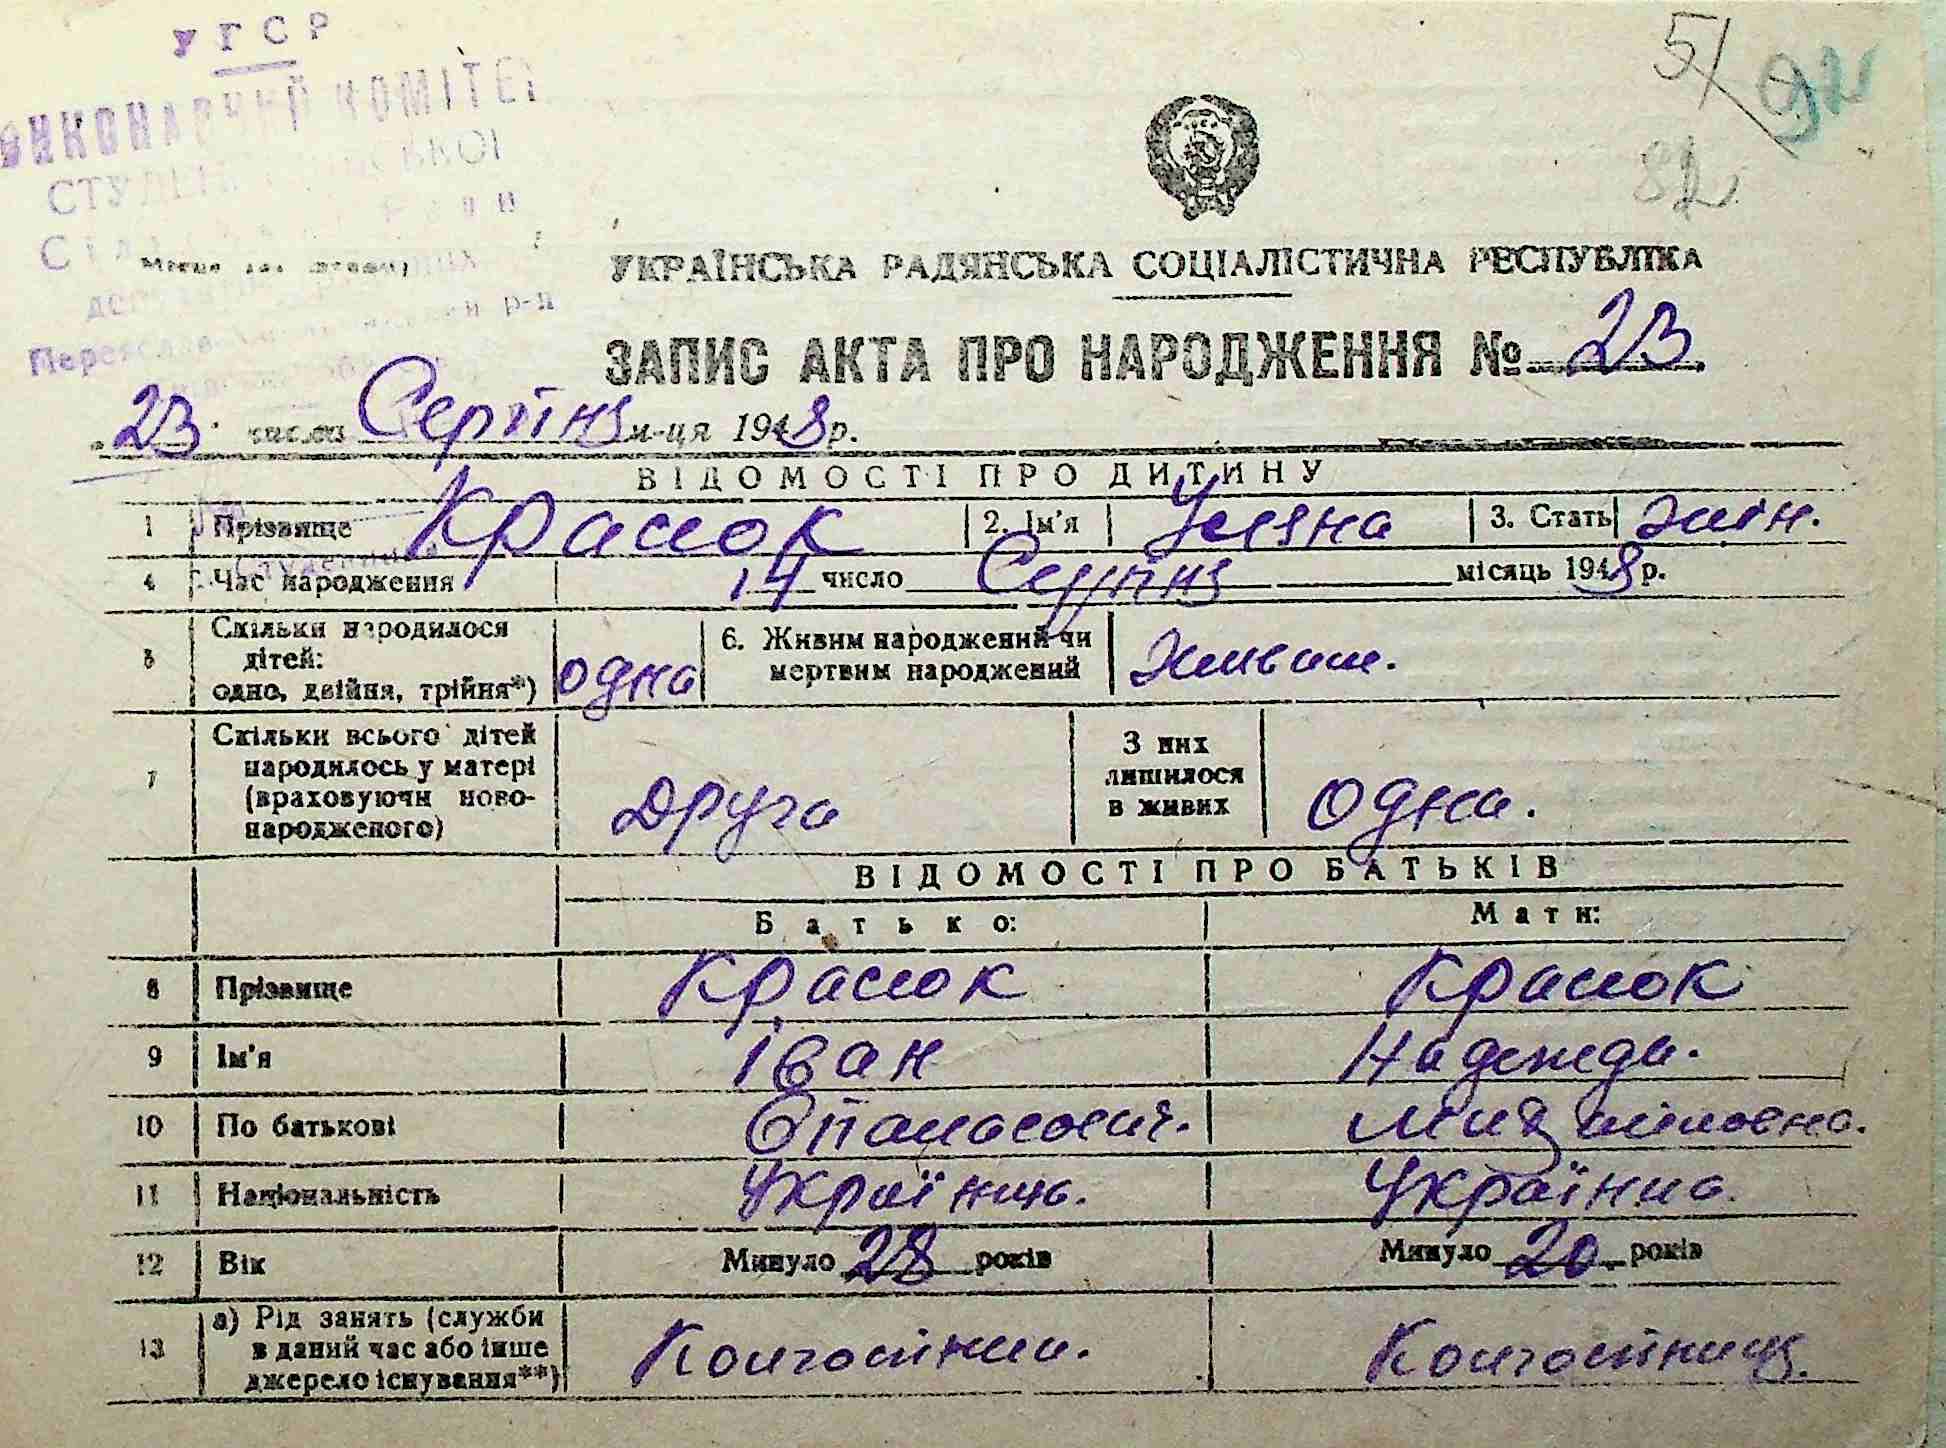 УРСР
ВИКОНАВЧИЙ КОМІТЕТ
51 92
82
УКРАЇНСЬКА РАДЯНСЬКА СОЦІАЛІСТИЧНА РЕСПУБЛІКА
ЗАПИС АКТА ПРО НАРОДЖЕННЯ № 23
„23" числа Серпня м-ця 1948 р.
ВІДОМОСТІ ПРО ДИТИНУ
1 Прізвище Красюк 2. Ім'я Уляна 3. Стать жін.
4 Час народження 14 число Серпня місяць 1948 р.
5 Скільки народилося дітей: одно, двійня, трійня*) одна 6. Живим народжений чи мертвим народжений живим.
7 Скільки всього дітей народилось у матері (враховуючи новонародженого) друга З них лишилося в живих одна.
ВІДОМОСТІ ПРО БАТЬКІВ
Батько: Мати:
8 Прізвище Красюк Красюк
9 Ім'я Іван Надежда.
10 По батькові Опанасович.
11 Національність Українць. Українка.
12 Вік Минуло 28 років Минуло 20 років
13 а) Рід занять (служби в даний час або інше джерело існування**) Колгоспник. Колгоспниця.